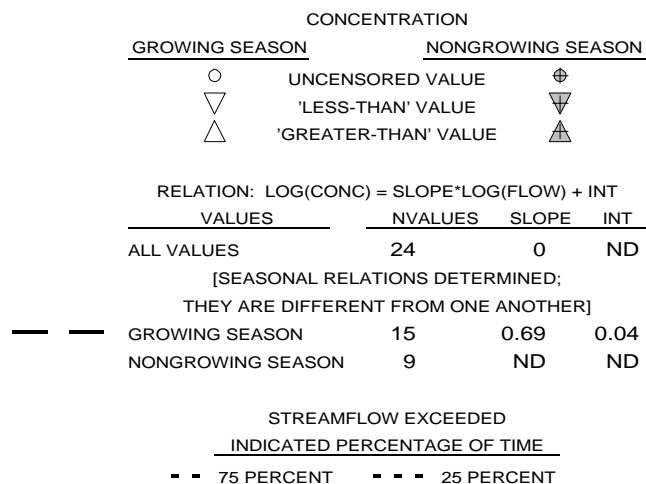 CONCENTRATION
GROWING SEASON NONGROWING SEASON
UNCENSORED VALUE
'LESS-THAN' VALUE
'GREATER-THAN' VALUE
RELATION: LOG(CONC) = SLOPE*LOG(FLOW) + INT
VALUES NVALUES SLOPE INT
ALL VALUES 24 0 ND
[SEASONAL RELATIONS DETERMINED;
THEY ARE DIFFERENT FROM ONE ANOTHER]
GROWING SEASON 15 0.69 0.04
NONGROWING SEASON 9 ND ND
STREAMFLOW EXCEEDED
INDICATED PERCENTAGE OF TIME
75 PERCENT 25 PERCENT